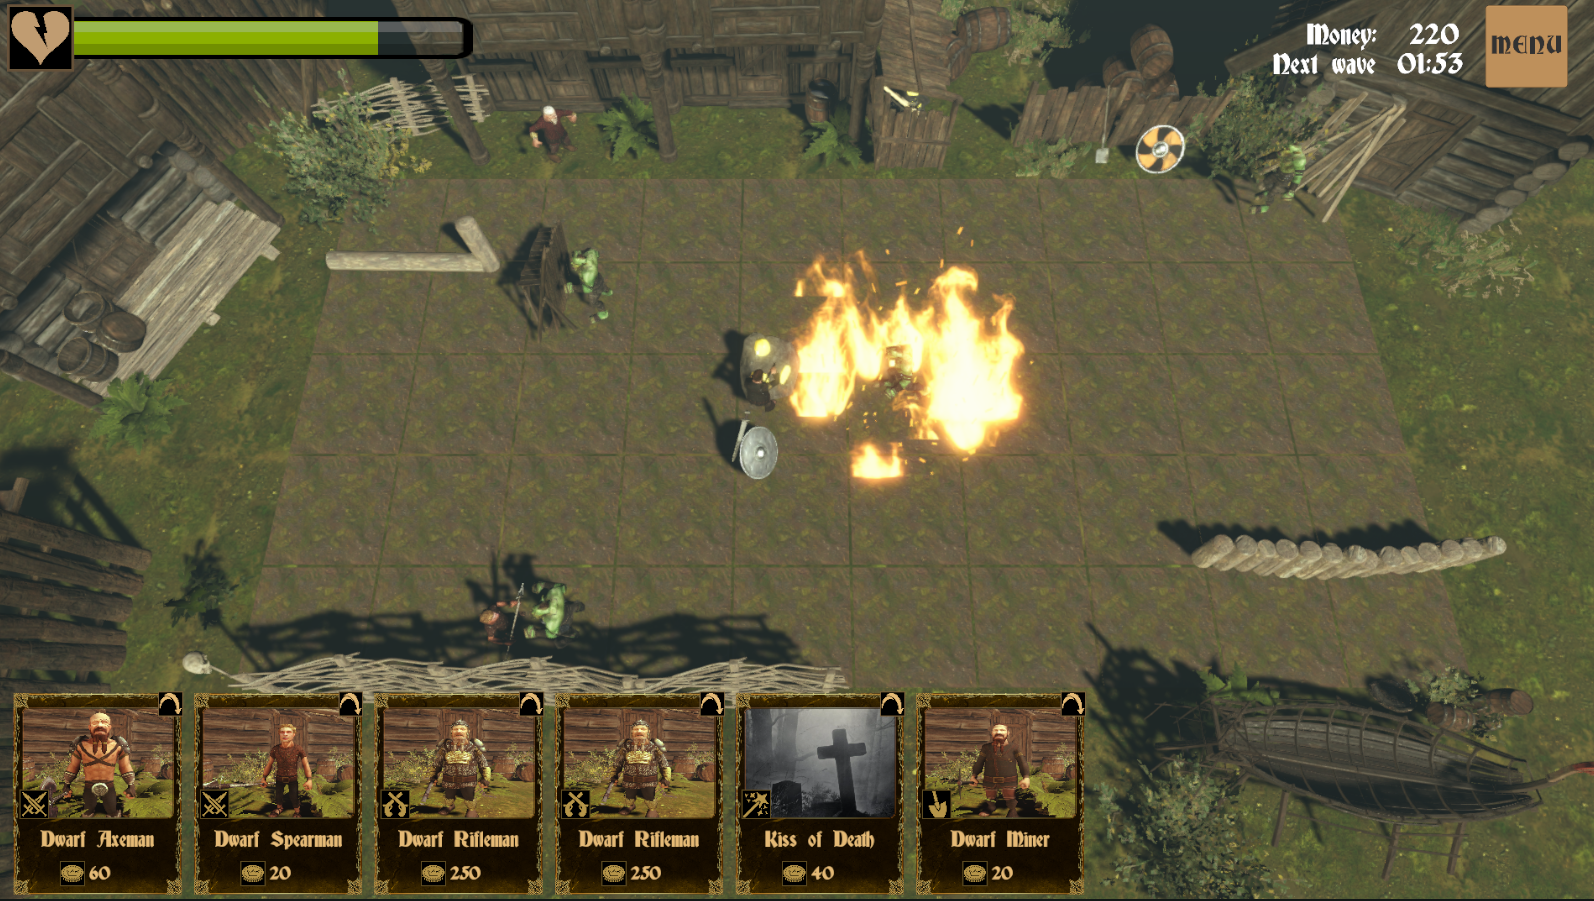 Money: 220
Next wave 01:53
MENU
Dwarf Axeman
60
Dwarf Spearman
20
Dwarf Rifleman
250
Dwarf Rifleman
250
Kiss of Death
40
Dwarf Miner
20